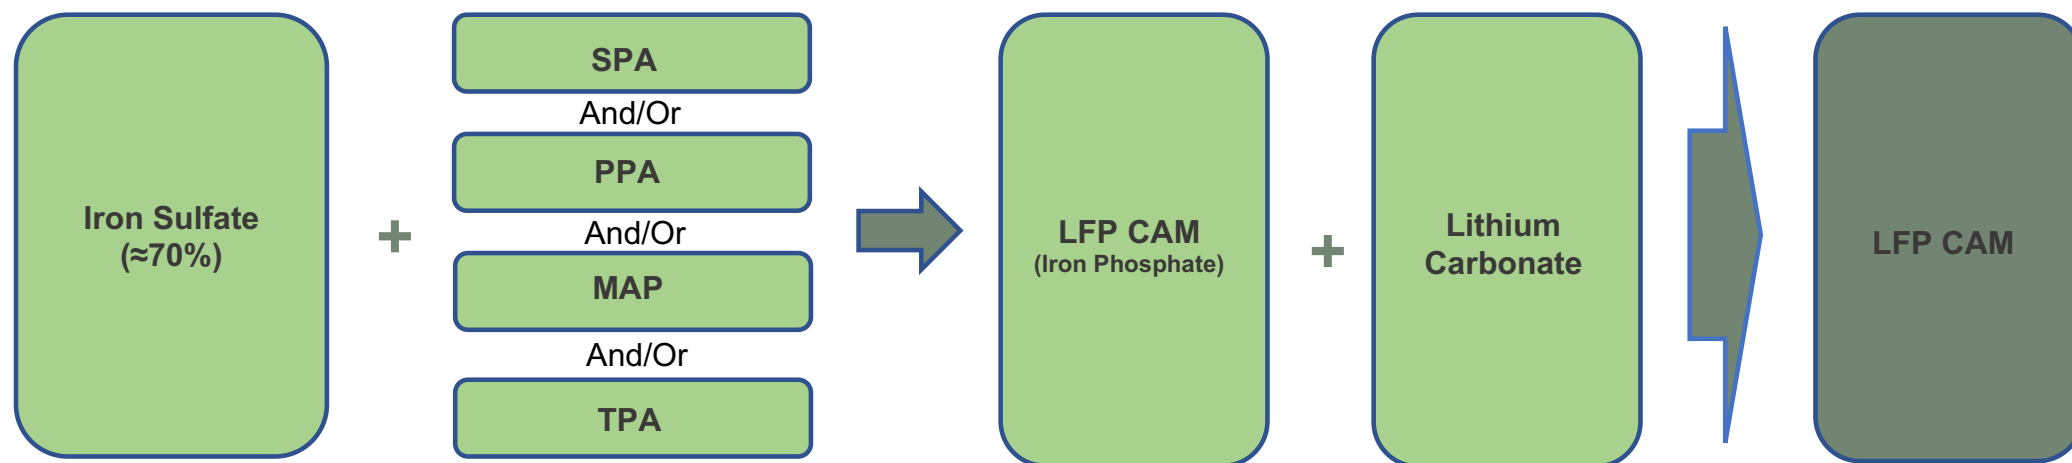 Iron Sulfate
(≈70%)
+
SPA
And/Or
PPA
And/Or
MAP
And/Or
TPA
LFP CAM
(Iron Phosphate)
+
Lithium
Carbonate
LFP CAM